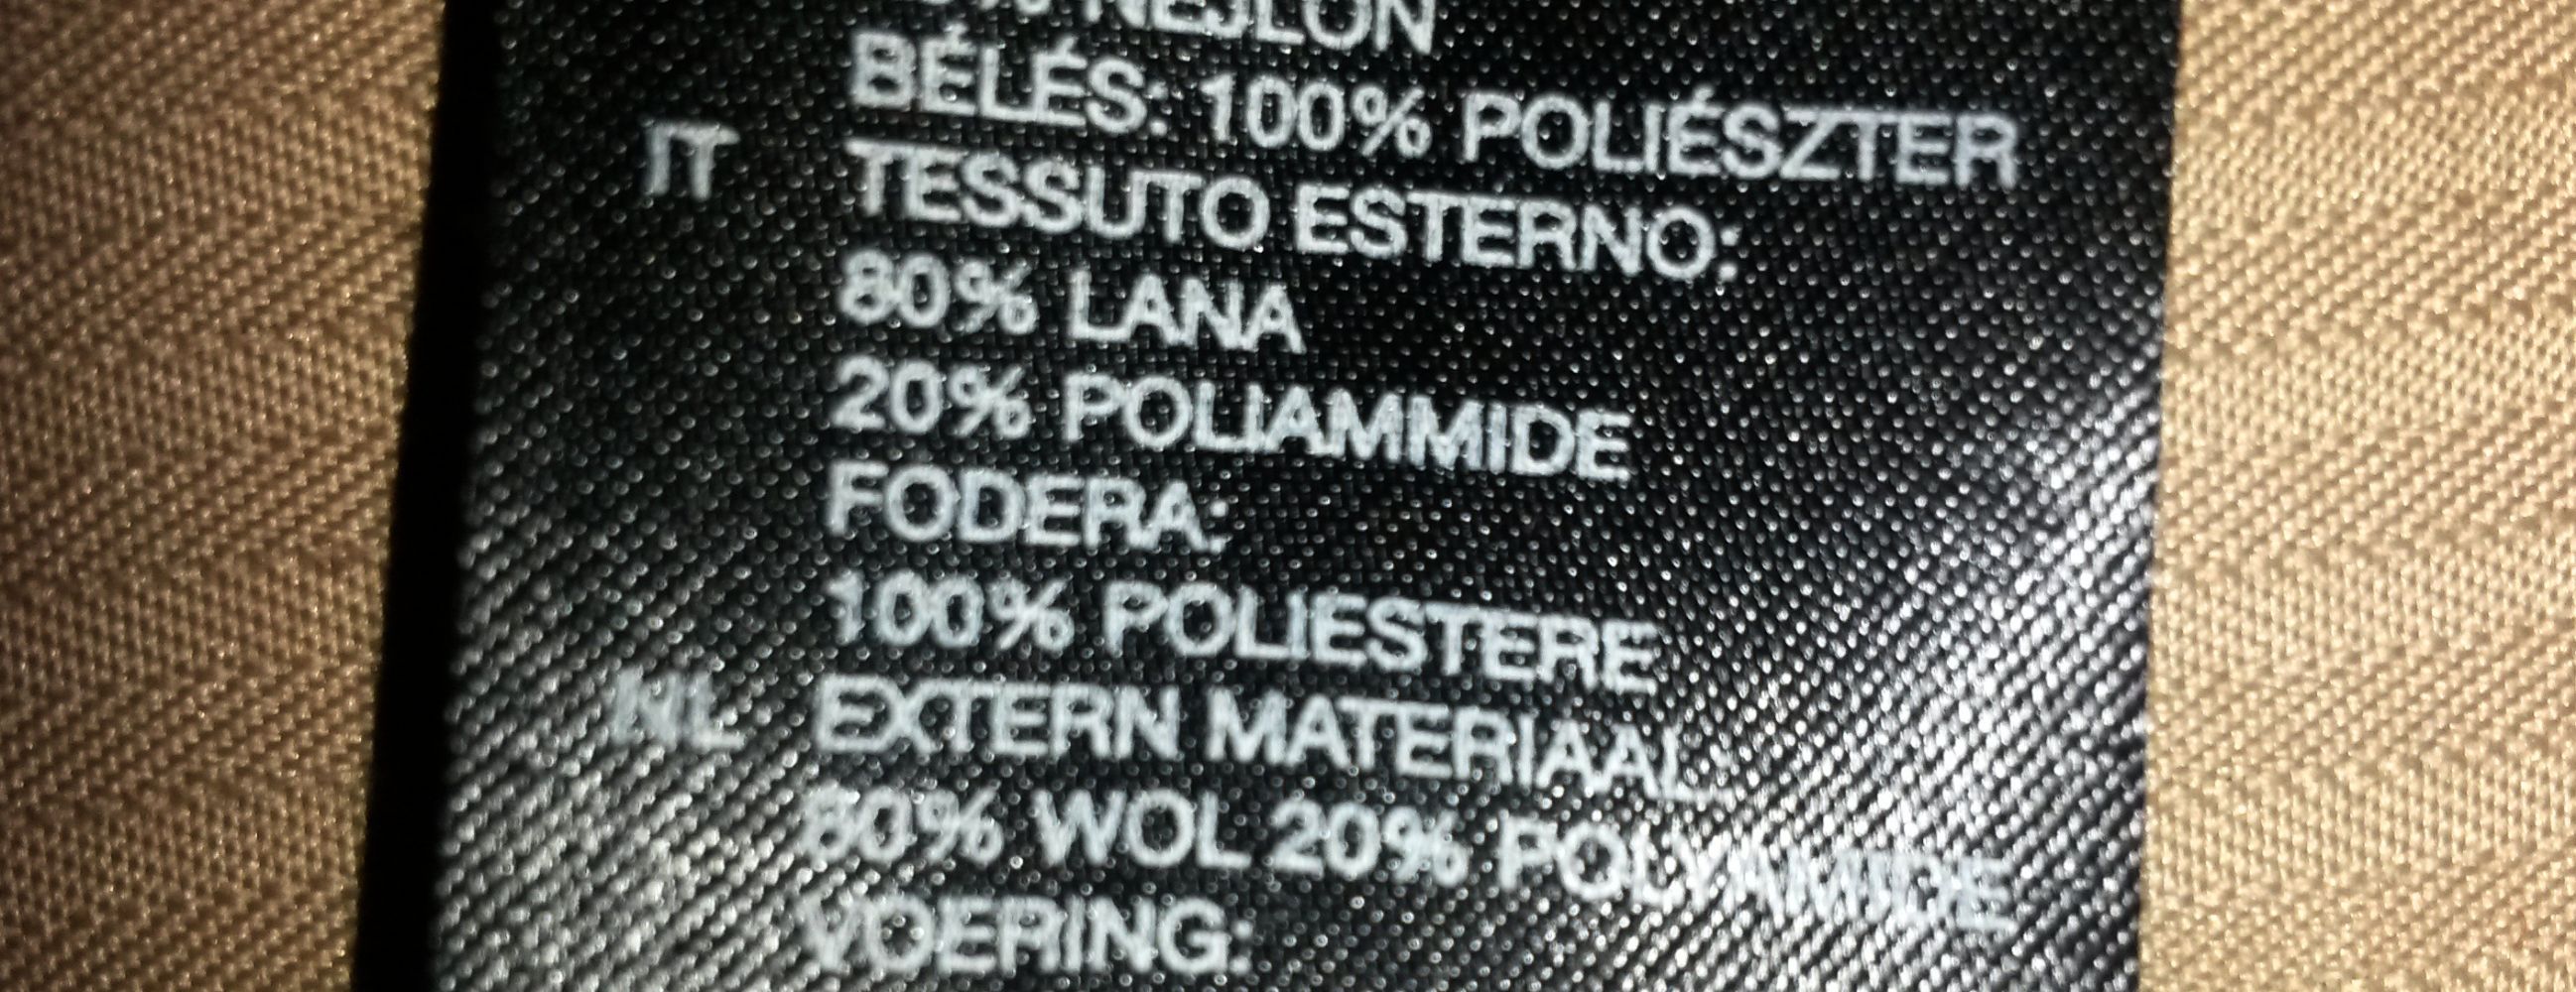 NEJLON
BÉLÉS: 100% POLIÉSZTER
IT TESSUTO ESTERNO:
80% LANA
20% POLIAMMIDE
FODERA:
100% POLIESTERE
NL EXTERN MATERIAAL
80% WOL 20% POLYAMIDE
VOERING: